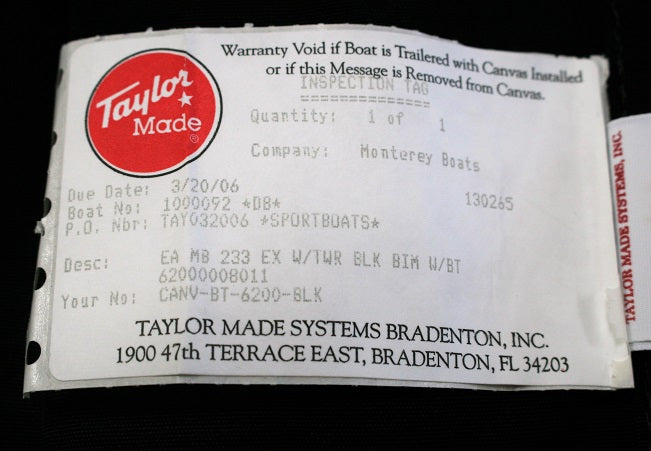 Warranty Void if Boat is Trailered with Canvas Installed
or if this Message is Removed from Canvas.
Taylor
Made
®
INSPECTION TAG
===============
Quantity: 1 of 1
Company: Monterey Boats
Due Date: 3/20/06 130265
Boat No: 1000092 *D8*
P.O. Nbr: TAY032006 *SPORTBOATS*
Desc: EA MB 233 EX W/TWR BLK BIM W/BT
62000008011
Your No: CANV-BT-6200-BLK
TAYLOR MADE SYSTEMS BRADENTON, INC.
1900 47th TERRACE EAST, BRADENTON, FL 34203
TAYLOR MADE SYSTEMS, INC.